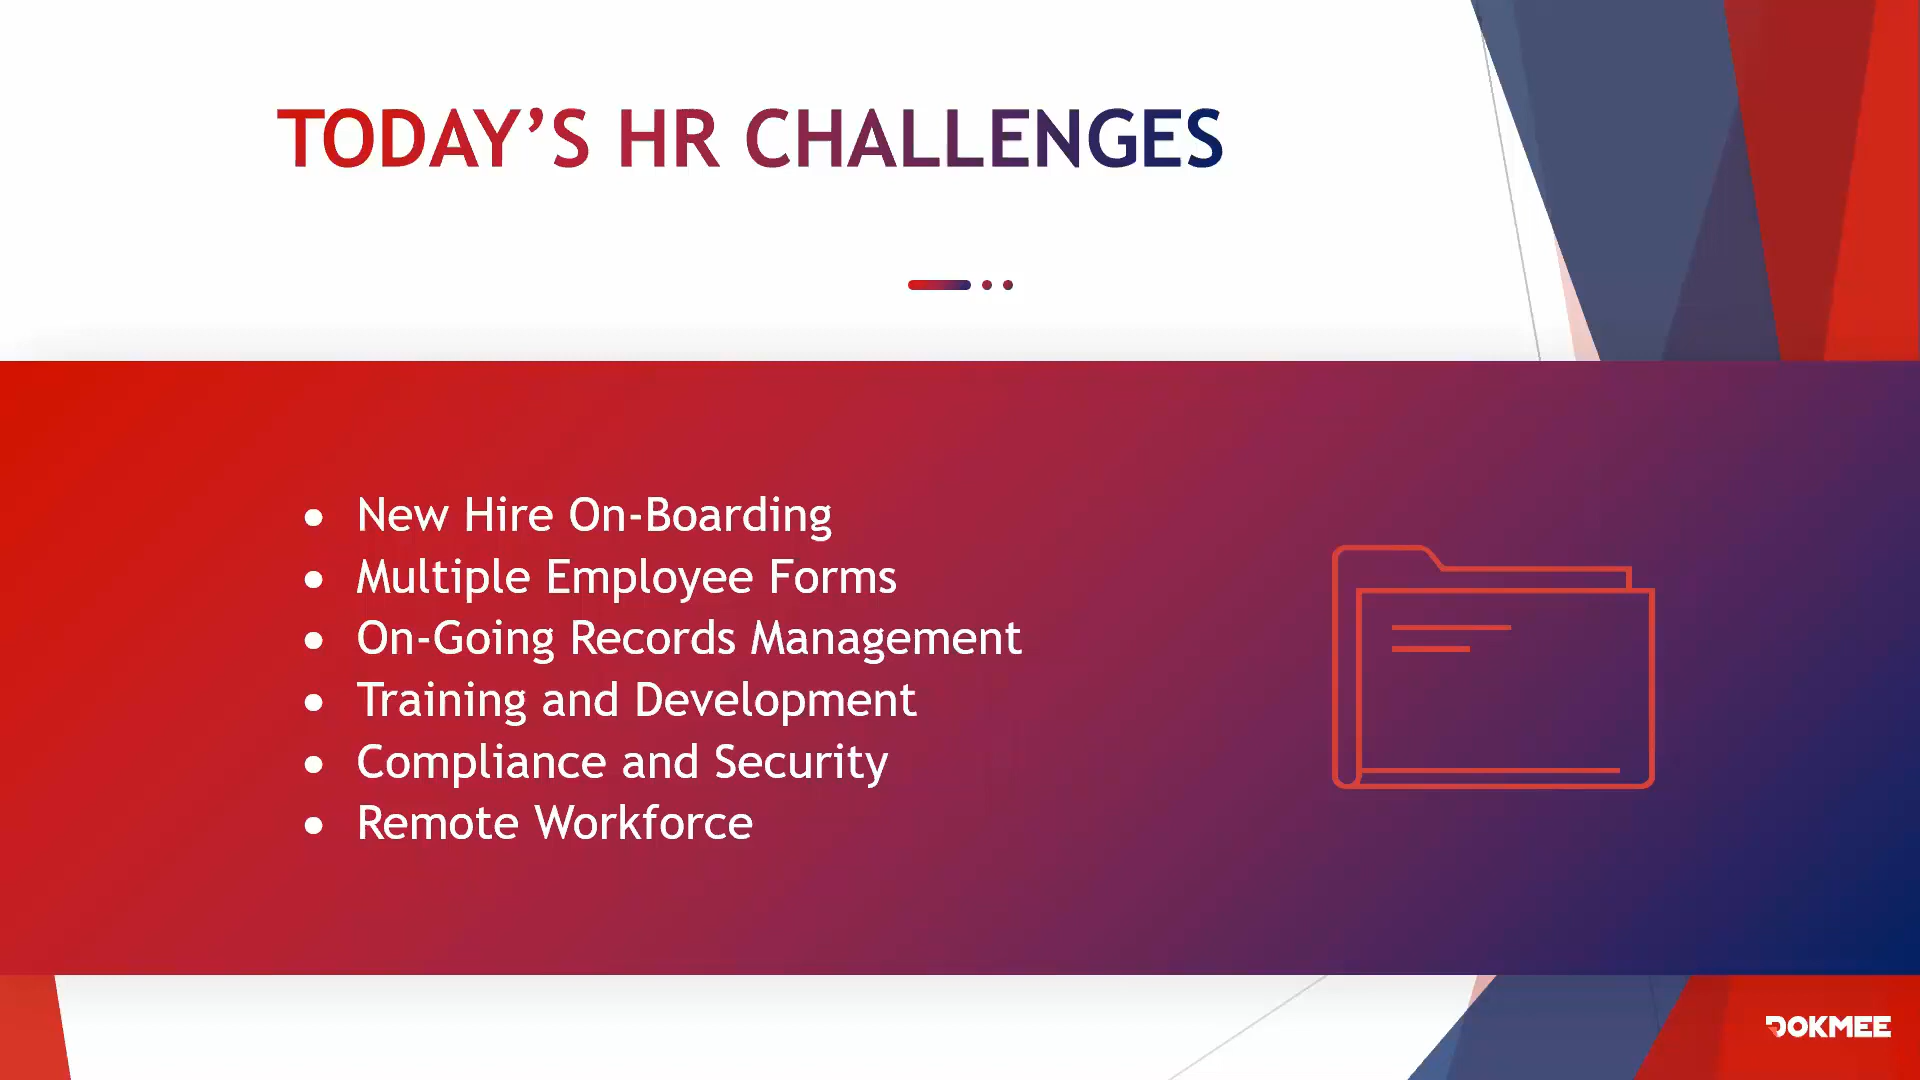 TODAY’S HR CHALLENGES
● New Hire On-Boarding
● Multiple Employee Forms
● On-Going Records Management
● Training and Development
● Compliance and Security
● Remote Workforce
DOKMEE